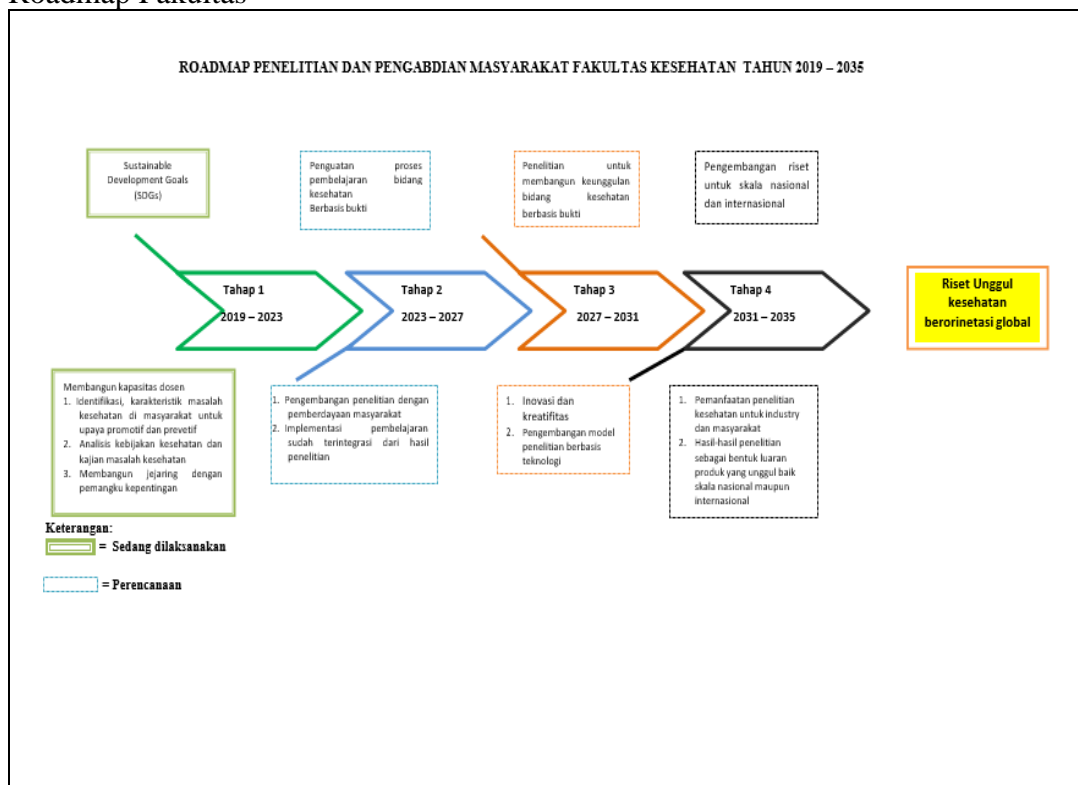 Roadmap Fakultas
ROADMAP PENELITIAN DAN PENGABDIAN MASYARAKAT FAKULTAS KESEHATAN TAHUN 2019 – 2035
Sustainable
Development Goals
(SDGs)
Penguatan proses
pembelajaran bidang
kesehatan
Berbasis bukti
Penelitian untuk
membangun keunggulan
bidang kesehatan
berbasis bukti
Pengembangan riset
untuk skala nasional
dan internasional
Tahap 1
2019 – 2023
Tahap 2
2023 – 2027
Tahap 3
2027 – 2031
Tahap 4
2031 – 2035
Riset Unggul
kesehatan
berorinetasi global
Membangun kapasitas dosen
1. Identifikasi, karakteristik masalah
kesehatan di masyarakat untuk
upaya promotif dan prevetif
2. Analisis kebijakan kesehatan dan
kajian masalah kesehatan
3. Membangun jejaring dengan
pemangku kepentingan
1. Pengembangan penelitian dengan
pemberdayaan masyarakat
2. Implementasi pembelajaran
sudah terintegrasi dari hasil
penelitian
1. Inovasi dan
kreatifitas
2. Pengembangan model
penelitian berbasis
teknologi
1. Pemanfaatan penelitian
kesehatan untuk industry
dan masyarakat
2. Hasil-hasil penelitian
sebagai bentuk luaran
produk yang unggul baik
skala nasional maupun
internasional
Keterangan:
= Sedang dilaksanakan
= Perencanaan